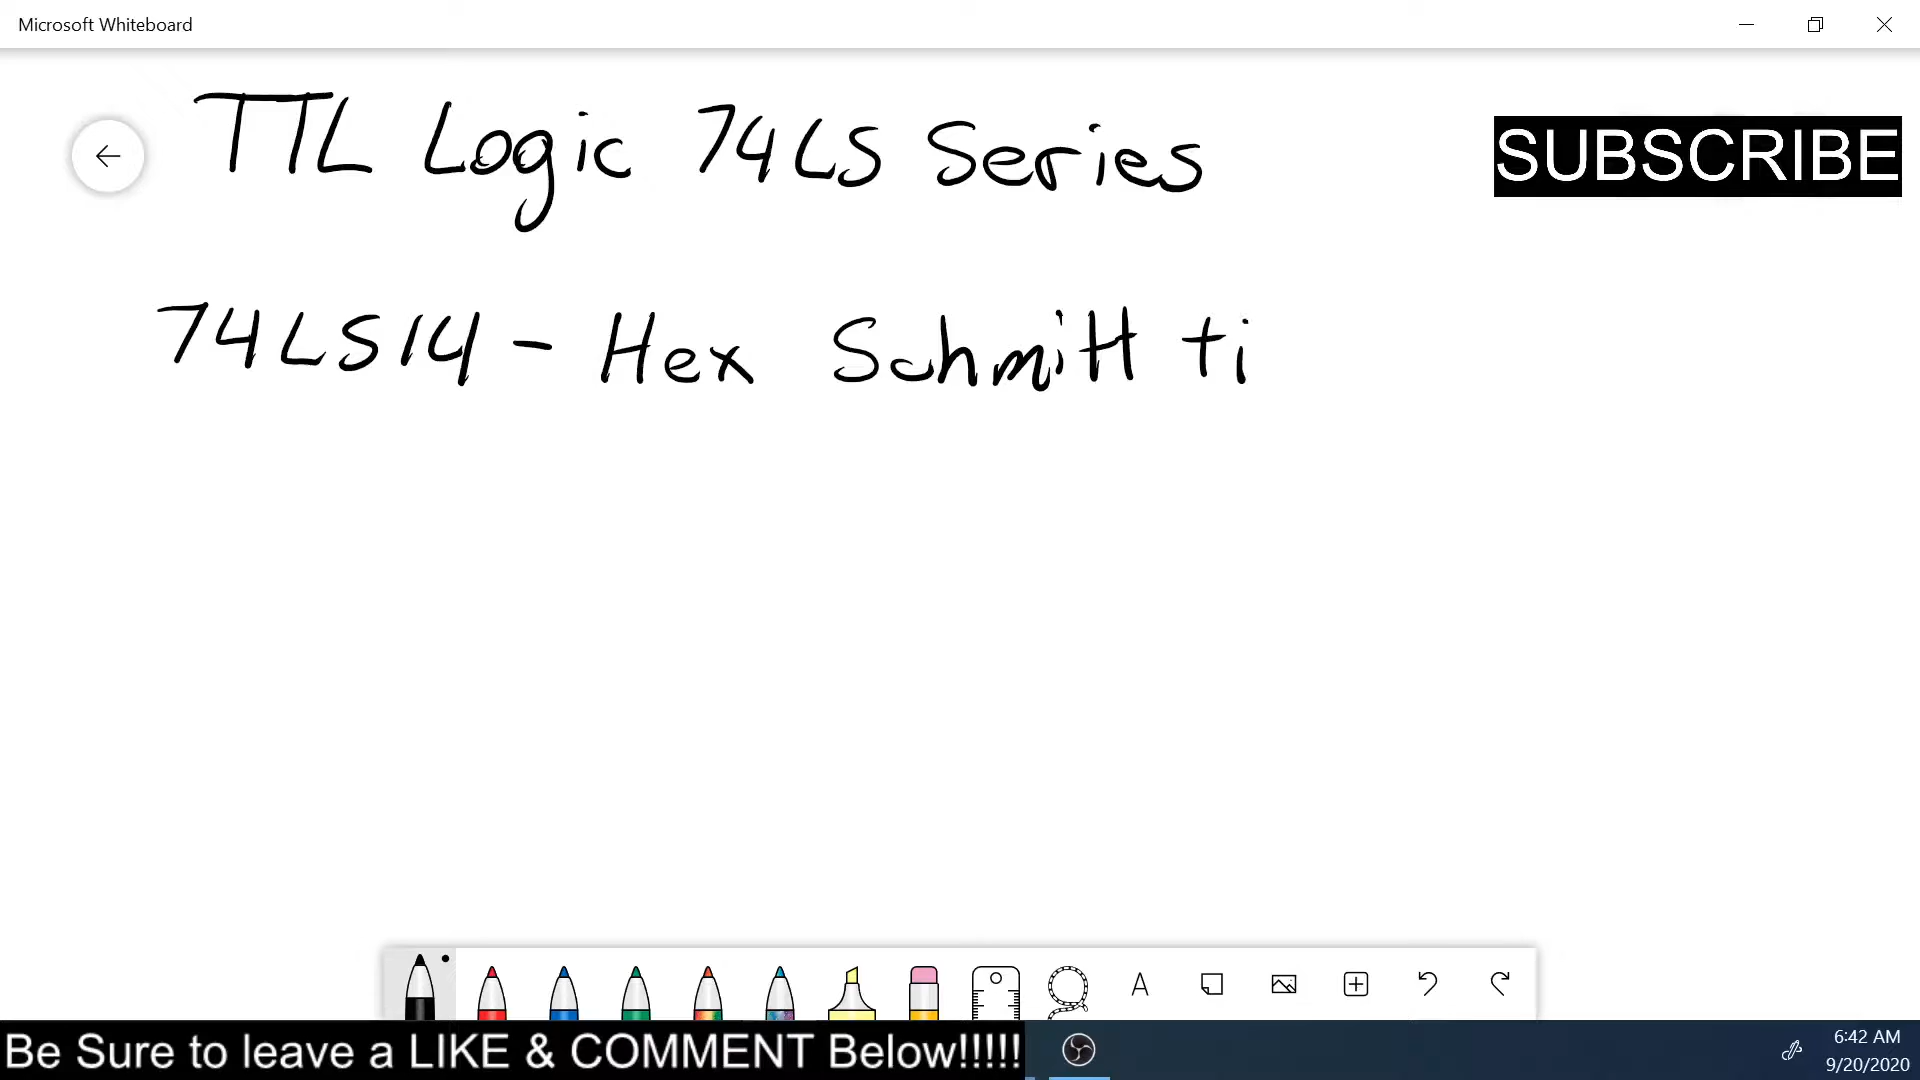 Microsoft Whiteboard
TTL Logic 74LS Series
SUBSCRIBE
74LS14 - Hex Schmitt ti
A
Be Sure to leave a LIKE & COMMENT Below!!!!!
6:42 AM
9/20/2020